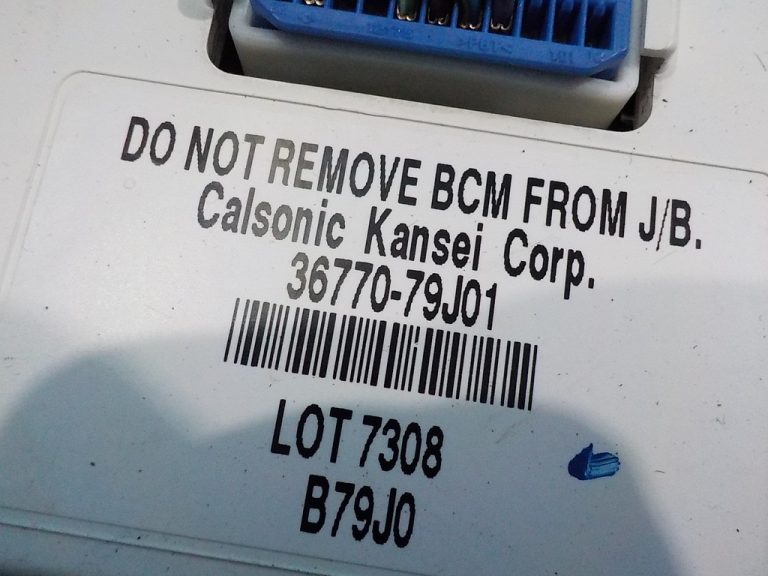 DO NOT REMOVE BCM FROM J/B.
Calsonic Kansei Corp.
36770-79J01
LOT 7308
B79J0